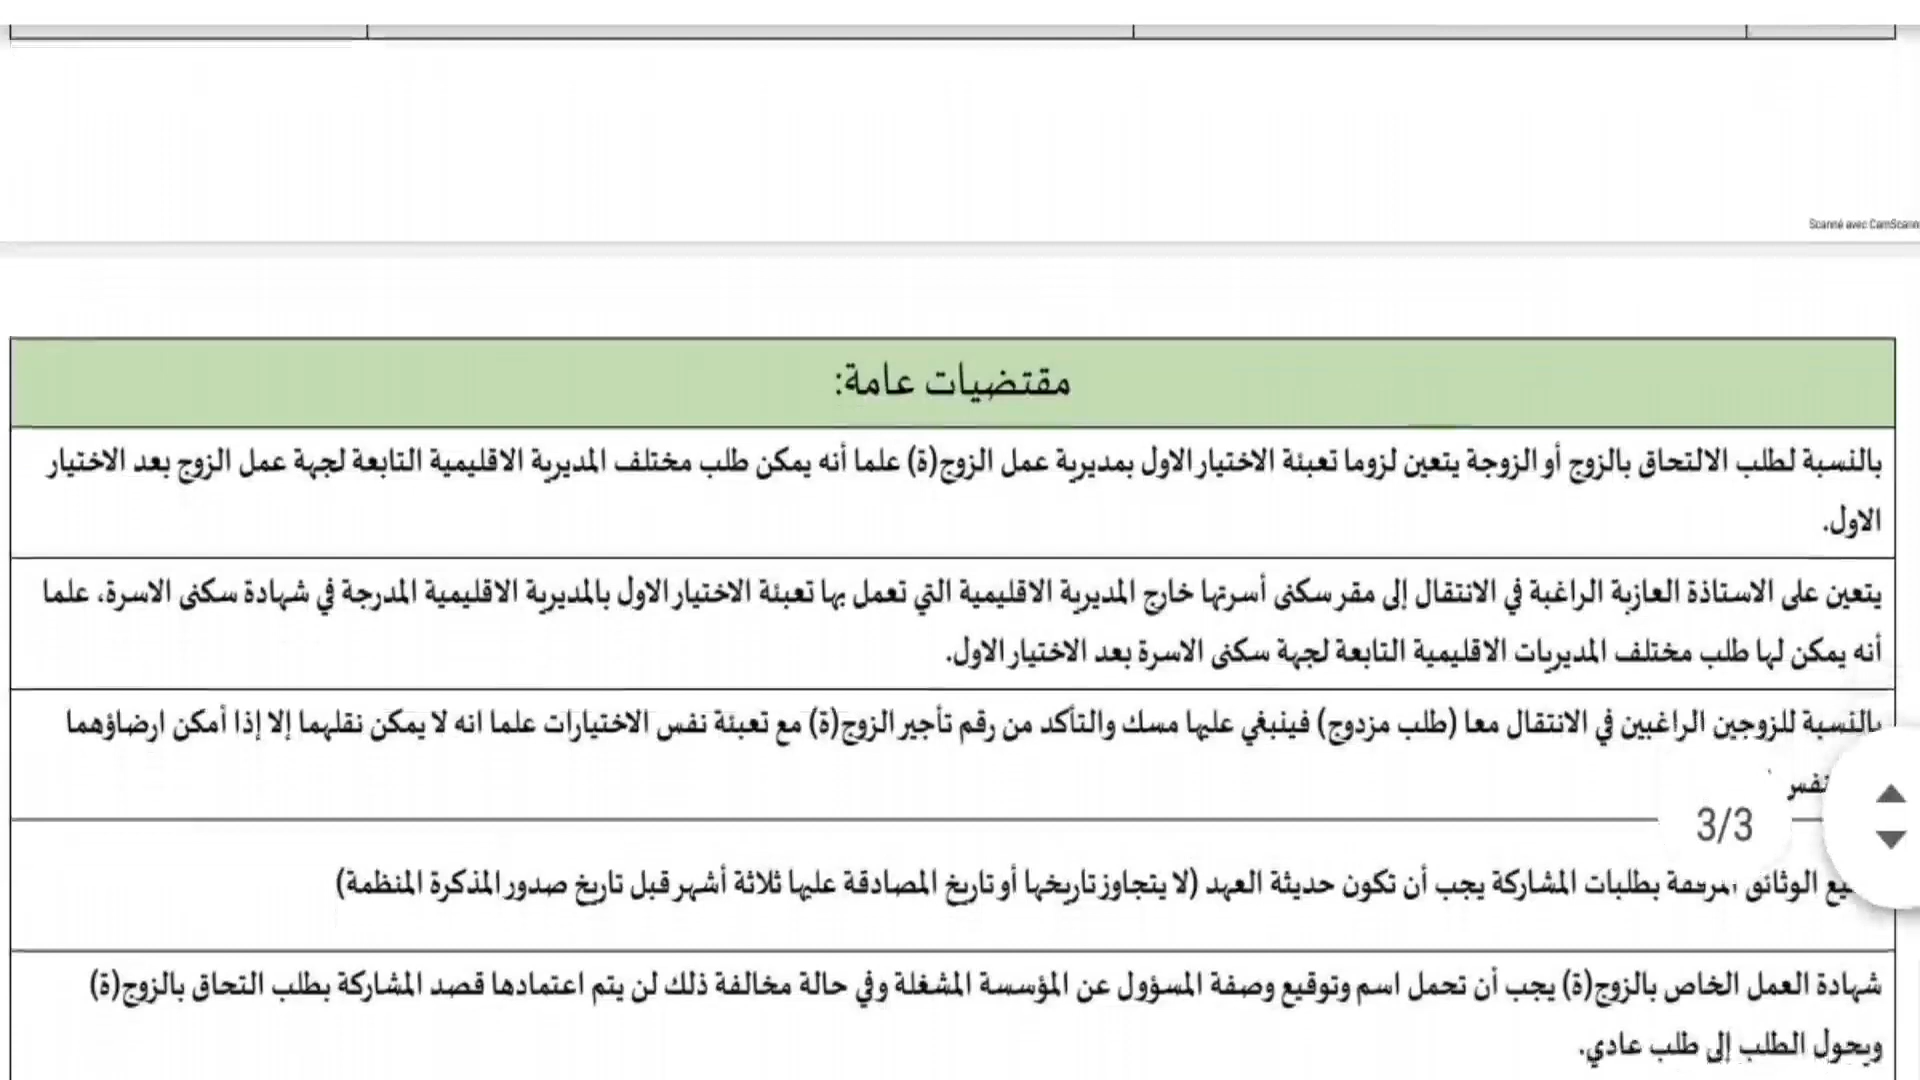 Scanné avec CamScann
مقتضيات عامة:
بالنسبة لطلب الالتحاق بالزوج أو الزوجة يتعين لزوما تعبئة الاختيار الاول بمديرية عمل الزوج(ة) علما أنه يمكن طلب مختلف المديرية الاقليمية التابعة لجهة عمل الزوج بعد الاختيار
الاول.
يتعين على الاستاذة العازبة الراغبة في الانتقال إلى مقر سكنى أسرتها خارج المديرية الاقليمية التي تعمل بها تعبئة الاختيار الاول بالمديرية الاقليمية المدرجة في شهادة سكنى الاسرة، علما
أنه يمكن لها طلب مختلف المديريات الاقليمية التابعة لجهة سكنى الاسرة بعد الاختيار الاول.
بالنسبة للزوجين الراغبين في الانتقال معا (طلب مزدوج) فينبغي عليها مسك والتأكد من رقم تأجير الزوج(ة) مع تعبئة نفس الاختيارات علما انه لا يمكن نقلهما إلا إذا أمكن ارضاؤهما
نفس
3/3
الوثائق المرفقة بطلبات المشاركة يجب أن تكون حديثة العهد (لا يتجاوز تاريخها أو تاريخ المصادقة عليها ثلاثة أشهر قبل تاريخ صدور المذكرة المنظمة)
شهادة العمل الخاص بالزوج(ة) يجب أن تحمل اسم وتوقيع وصفة المسؤول عن المؤسسة المشغلة وفي حالة مخالفة ذلك لن يتم اعتمادها قصد المشاركة بطلب التحاق بالزوج(ة)
ويحول الطلب إلى طلب عادي.